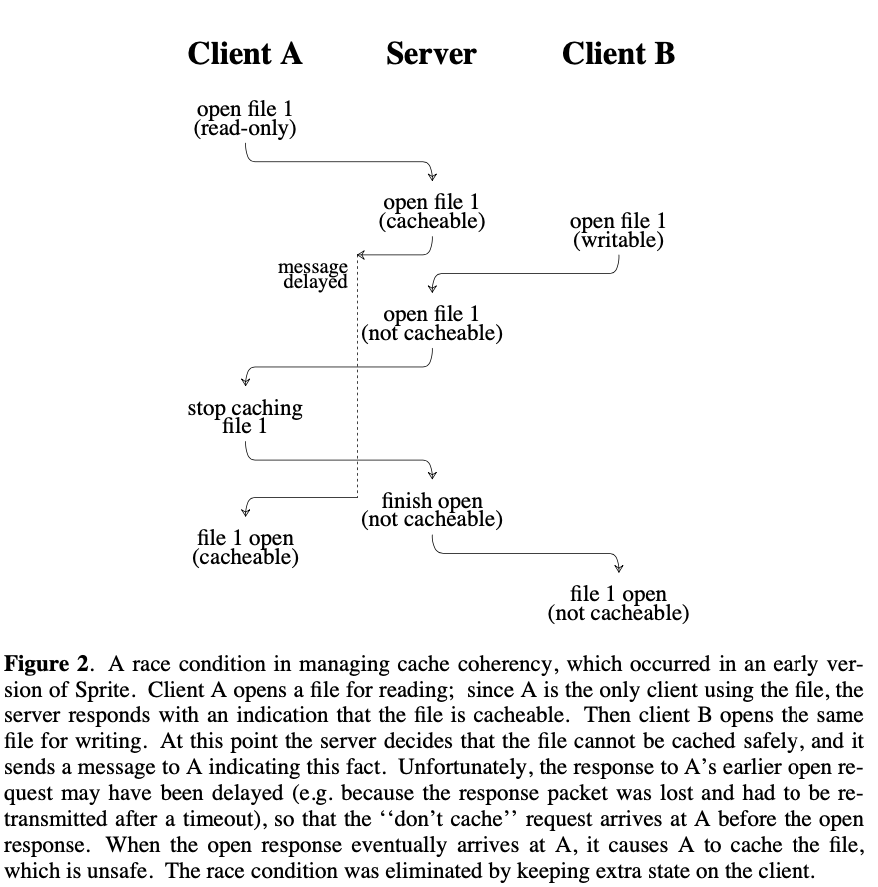 Client A Server Client B
open file 1
(read-only)
open file 1
(cacheable)
open file 1
(writable)
message
delayed
open file 1
(not cacheable)
stop caching
file 1
finish open
(not cacheable)
file 1 open
(cacheable)
file 1 open
(not cacheable)
Figure 2. A race condition in managing cache coherency, which occurred in an early ver-
sion of Sprite. Client A opens a file for reading; since A is the only client using the file, the
server responds with an indication that the file is cacheable. Then client B opens the same
file for writing. At this point the server decides that the file cannot be cached safely, and it
sends a message to A indicating this fact. Unfortunately, the response to A's earlier open re-
quest may have been delayed (e.g. because the response packet was lost and had to be re-
transmitted after a timeout), so that the ‘‘don't cache’’ request arrives at A before the open
response. When the open response eventually arrives at A, it causes A to cache the file,
which is unsafe. The race condition was eliminated by keeping extra state on the client.